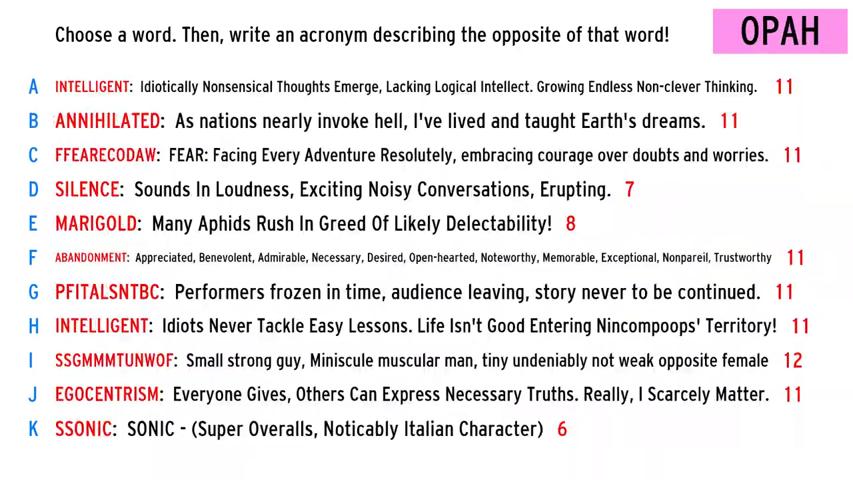 Choose a word. Then, write an acronym describing the opposite of that word!
OPAH
A INTELLIGENT: Idiotically Nonsensical Thoughts Emerge, Lacking Logical Intellect. Growing Endless Non-clever Thinking. 11
B ANNIHILATED: As nations nearly invoke hell, I've lived and taught Earth's dreams. 11
C FFEARECODAW: FEAR: Facing Every Adventure Resolutely, embracing courage over doubts and worries. 11
D SILENCE: Sounds In Loudness, Exciting Noisy Conversations, Erupting. 7
E MARIGOLD: Many Aphids Rush In Greed Of Likely Delectability! 8
F ABANDONMENT: Appreciated, Benevolent, Admirable, Necessary, Desired, Open-hearted, Noteworthy, Memorable, Exceptional, Nonpareil, Trustworthy 11
G PFITALSNTBC: Performers frozen in time, audience leaving, story never to be continued. 11
H INTELLIGENT: Idiots Never Tackle Easy Lessons. Life Isn't Good Entering Nincompoops' Territory! 11
I SSGMMMTUNWOF: Small strong guy, Miniscule muscular man, tiny undeniably not weak opposite female 12
J EGOCENTRISM: Everyone Gives, Others Can Express Necessary Truths. Really, I Scarcely Matter. 11
K SSONIC: SONIC - (Super Overalls, Noticably Italian Character) 6